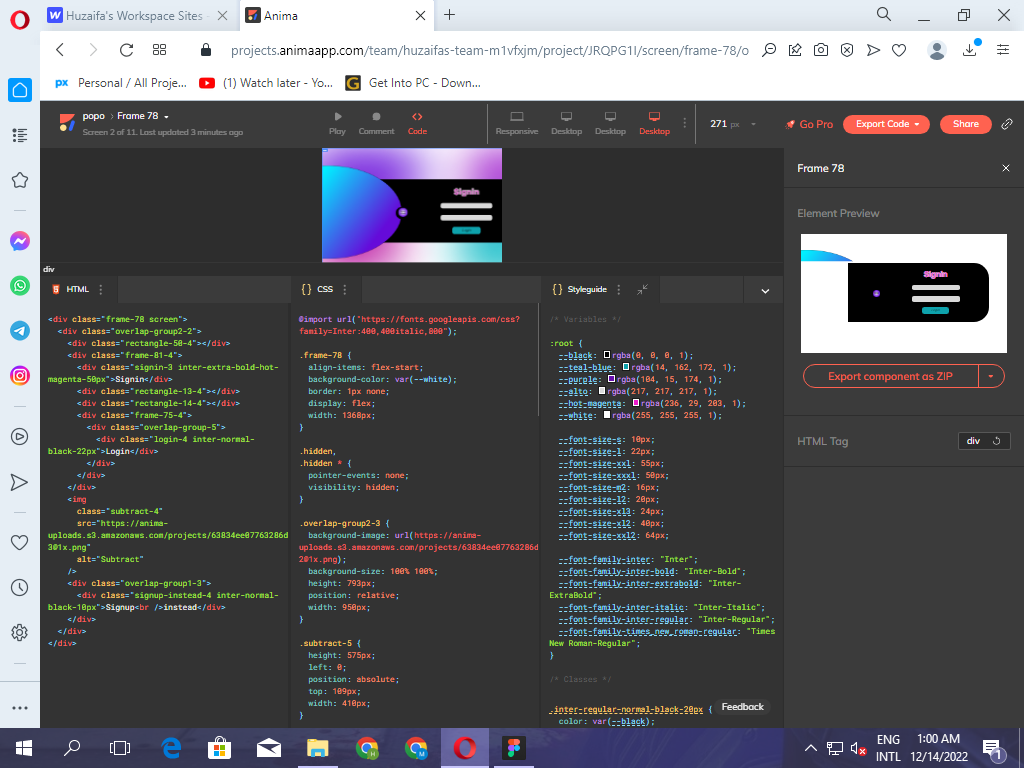 Huzaifa's Workspace Sites
Anima
projects.animaapp.com/team/huzaifas-team-m1vfxjm/project/JRQPG1I/screen/frame-78/o
px Personal / All Proje...
(1) Watch later - Yo...
Get Into PC - Down...
popo > Frame 78
Screen 2 of 11. Last updated 3 minutes ago
Play
Comment
Code
Responsive
Desktop
Desktop
Desktop
271 px -
Go Pro
Export Code
Share
Signin
Login
Frame 78
Element Preview
Signin
Login
Export component as ZIP
HTML Tag
div
div
HTML
<div class="frame-78 screen">
<div class="overlap-group2-2">
<div class="rectangle-50-4"></div>
<div class="frame-81-4">
<div class="signin-3 inter-extra-bold-hot-
magenta-50px">Signin</div>
<div class="rectangle-13-4"></div>
<div class="rectangle-14-4"></div>
<div class="frame-75-4">
<div class="overlap-group-5">
<div class="login-4 inter-normal-
black-22px">Login</div>
</div>
</div>
</div>
<img
class="subtract-4"
src="https://anima-
uploads.s3.amazonaws.com/projects/63834ee07763286d
301x.png"
alt="Subtract"
/>
<div class="overlap-group1-3">
<div class="signup-instead-4 inter-normal-
black-10px">Signup<br />instead</div>
</div>
</div>
</div>
{} CSS
@import url("https://fonts.googleapis.com/css?
family=Inter:400,400italic,800");
.frame-78 {
align-items: flex-start;
background-color: var(--white);
border: 1px none;
display: flex;
width: 1368px;
}
.hidden,
.hidden * {
pointer-events: none;
visibility: hidden;
}
.overlap-group2-3 {
background-image: url(https://anima-
uploads.s3.amazonaws.com/projects/63834ee07763286d
201x.png);
background-size: 100% 100%;
height: 793px;
position: relative;
width: 950px;
}
.subtract-5 {
height: 575px;
left: 0;
position: absolute;
top: 109px;
width: 410px;
}
{} Styleguide
/* Variables */
:root {
--black: rgba(0, 0, 0, 1);
--teal-blue: rgba(14, 162, 172, 1);
--purple: rgba(104, 15, 174, 1);
--alto: rgba(217, 217, 217, 1);
--hot-magenta: rgba(236, 29, 203, 1);
--white: rgba(255, 255, 255, 1);
--font-size-s: 10px;
--font-size-l: 22px;
--font-size-xxl: 55px;
--font-size-xxxl: 50px;
--font-size-m2: 16px;
--font-size-l2: 20px;
--font-size-xl3: 24px;
--font-size-xl2: 40px;
--font-size-xxl2: 64px;
--font-family-inter: "Inter";
--font-family-inter-bold: "Inter-Bold";
--font-family-inter-extrabold: "Inter-
ExtraBold";
--font-family-inter-italic: "Inter-Italic";
--font-family-inter-regular: "Inter-Regular";
--font-family-times_new_roman-regular: "Times
New Roman-Regular";
}
/* Classes */
.inter-regular-normal-black-20px {
color: var(--black);
Feedback
ENG
INTL
1:00 AM
12/14/2022
1